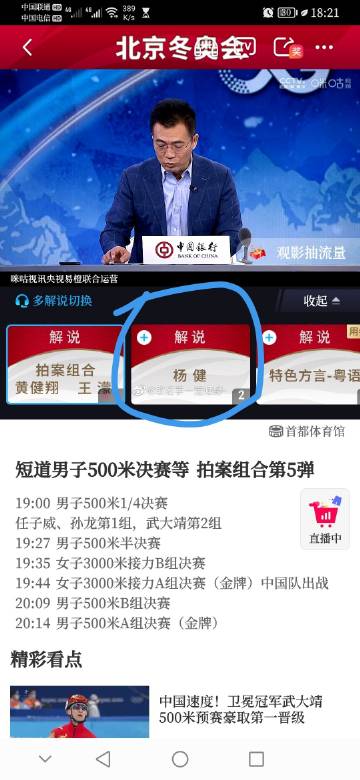 中国联通 HD 4G 4G 389 K/s 80 18:21
中国电信 HD
北京冬奥会
TV
奖
CCTV 咪咕视频
中国银行
BANK OF CHINA
观影抽流量
咪咕视讯央视易橙联合运营
多解说切换
收起
解说
拍案组合
黄健翔 王濛
解说
杨健
2
解说
特色方言-粤语
首都体育馆
短道男子500米决赛等 拍案组合第5弹
19:00 男子500米1/4决赛
任子威、孙龙第1组，武大靖第2组
19:27 男子500米半决赛
19:35 女子3000米接力B组决赛
19:44 女子3000米接力A组决赛（金牌）中国队出战
20:09 男子500米B组决赛
20:14 男子500米A组决赛（金牌）
直播中
精彩看点
中国速度！卫冕冠军武大靖
500米预赛豪取第一晋级